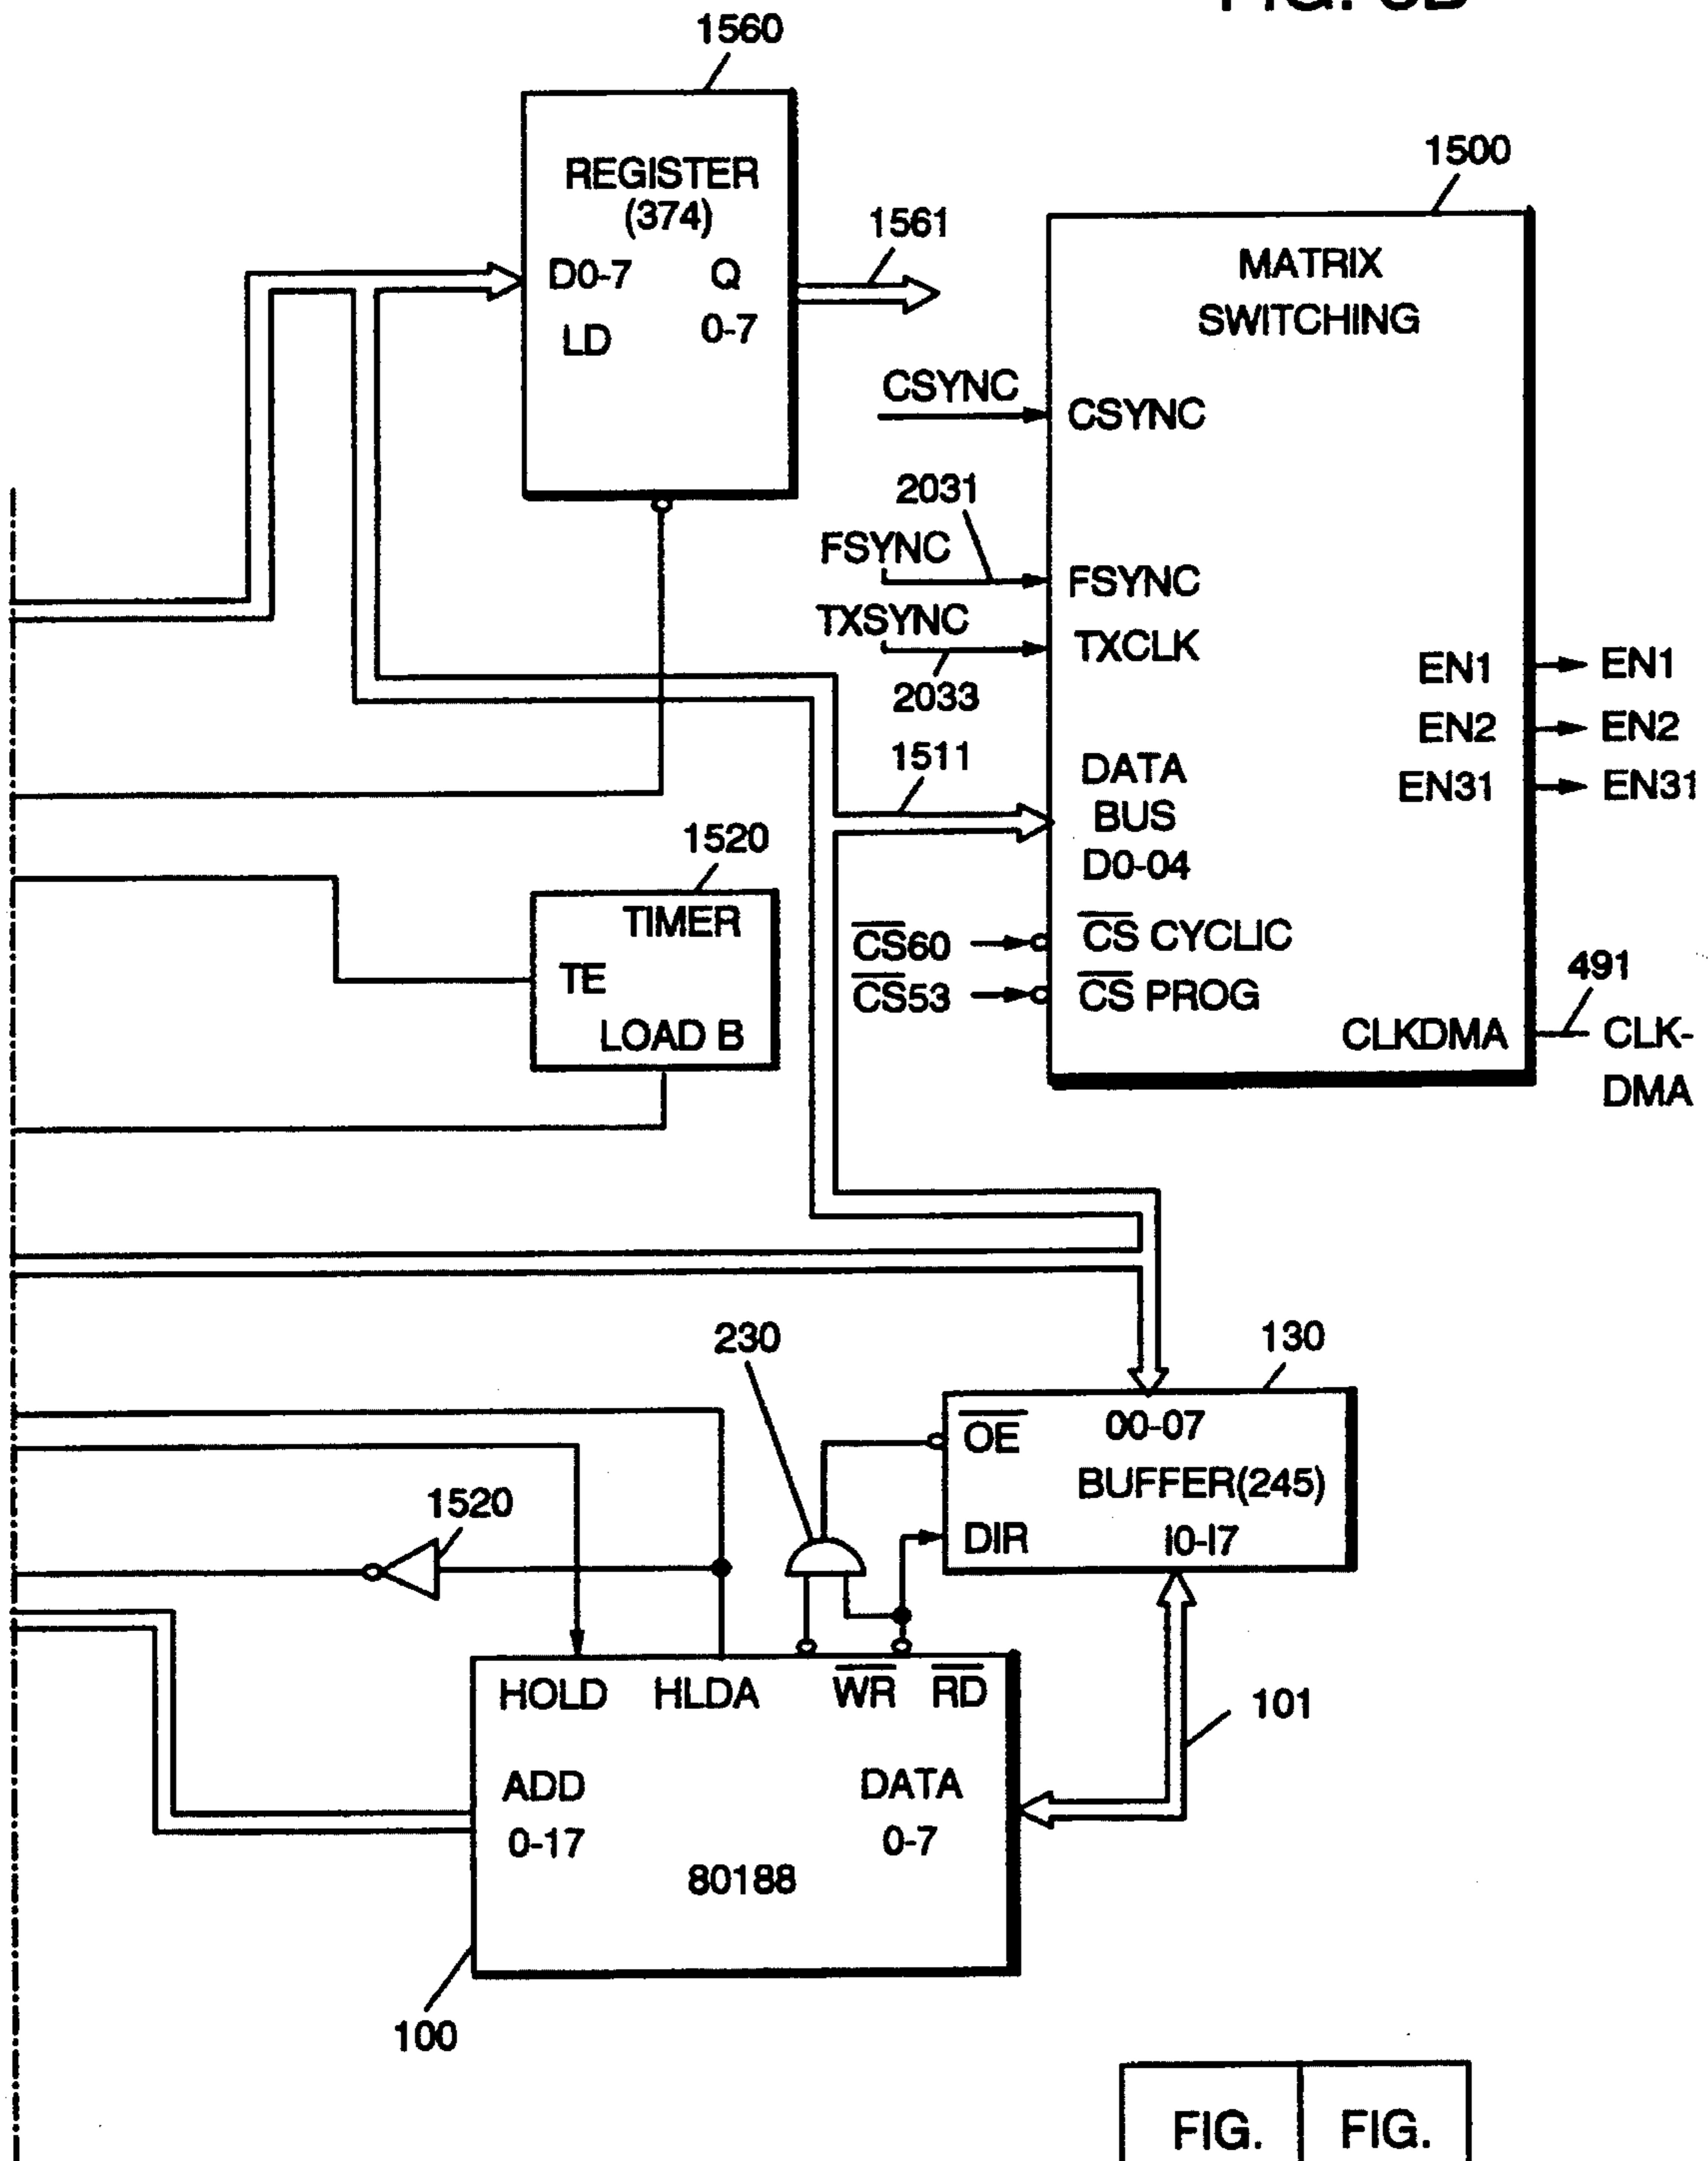 1560
REGISTER
(374)
D0-7 Q
LD 0-7
1561
1500
MATRIX
SWITCHING
CSYNC CSYNC
2031
FSYNC FSYNC
TXSYNC TXCLK
2033
EN1 EN1
EN2 EN2
EN31 EN31
1511
DATA
BUS
D0-04
1520
TIMER
TE
LOAD B
CS60 CS CYCLIC
CS53 CS PROG
491
CLKDMA CLK-
DMA
230
130
OE 00-07
BUFFER(245)
DIR I0-I7
1520
HOLD HLDA WR RD
101
ADD DATA
0-17 0-7
80188
100
FIG. FIG.